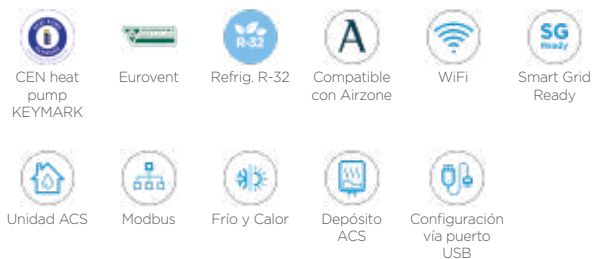 R-32
A
SG
Ready
CEN heat
pump
KEYMARK
Eurovent
Refrig. R-32
Compatible
con Airzone
WiFi
Smart Grid
Ready
Unidad ACS
Modbus
Frío y Calor
Depósito
ACS
Configuración
vía puerto
USB